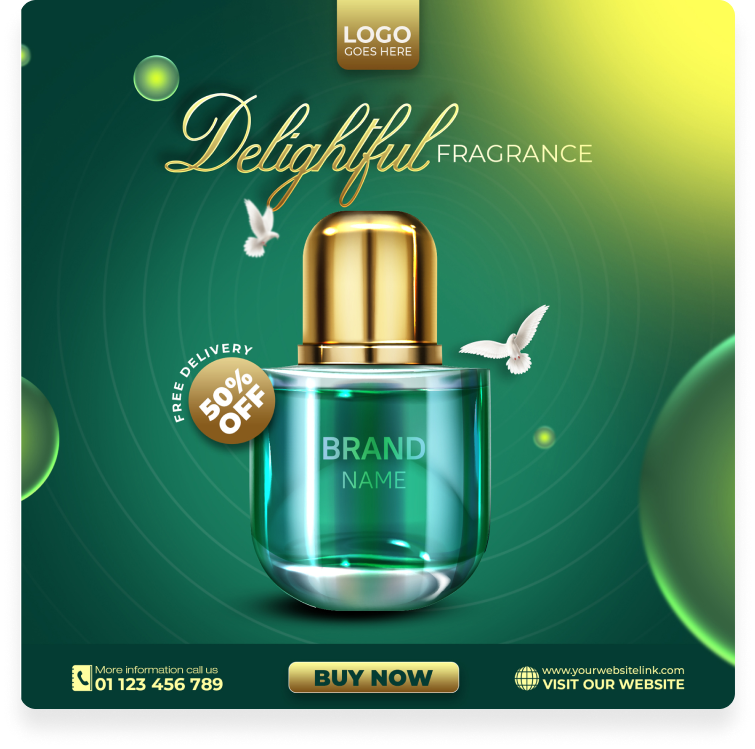 LOGO
GOES HERE
Delightful FRAGRANCE
FREE DELIVERY
50%
OFF
BRAND
NAME
More information call us
01 123 456 789
BUY NOW
www.yourwebsitelink.com
VISIT OUR WEBSITE